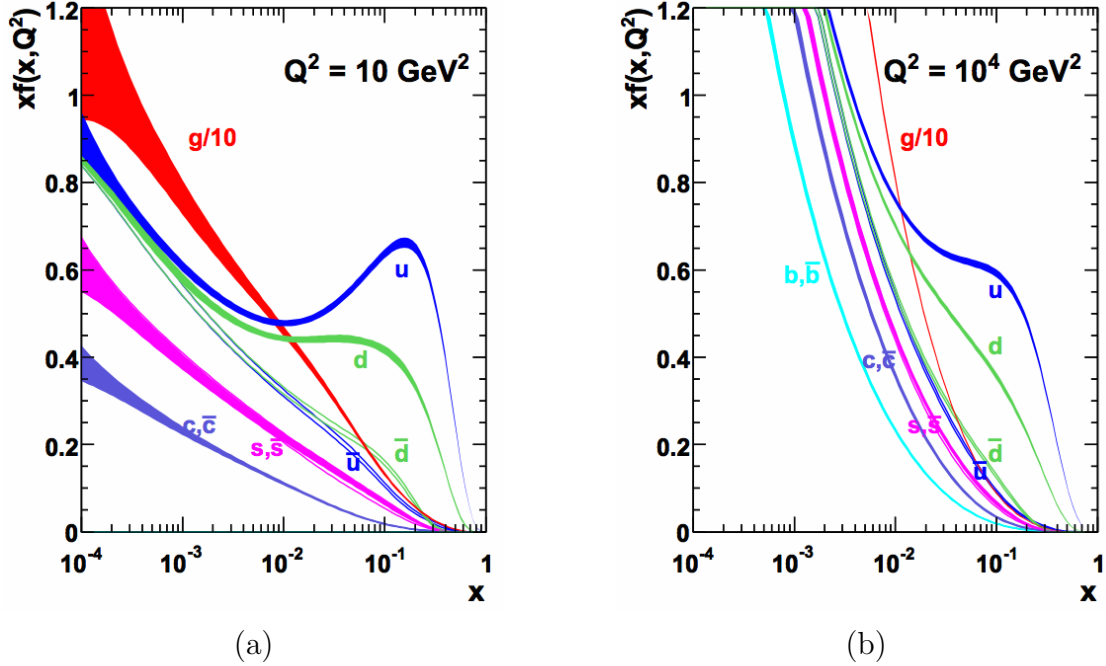 xf(x,Q²)
1.2
1
0.8
0.6
0.4
0.2
0
Q² = 10 GeV²
g/10
u
d
c,c̅
s,s̅
u̅
d̅
10⁻⁴
10⁻³
10⁻²
10⁻¹
1
x
(a)
xf(x,Q²)
1.2
1
0.8
0.6
0.4
0.2
0
Q² = 10⁴ GeV²
g/10
b,b̅
u
d
c,c̅
s,s̅
d̅
u̅
10⁻⁴
10⁻³
10⁻²
10⁻¹
1
x
(b)